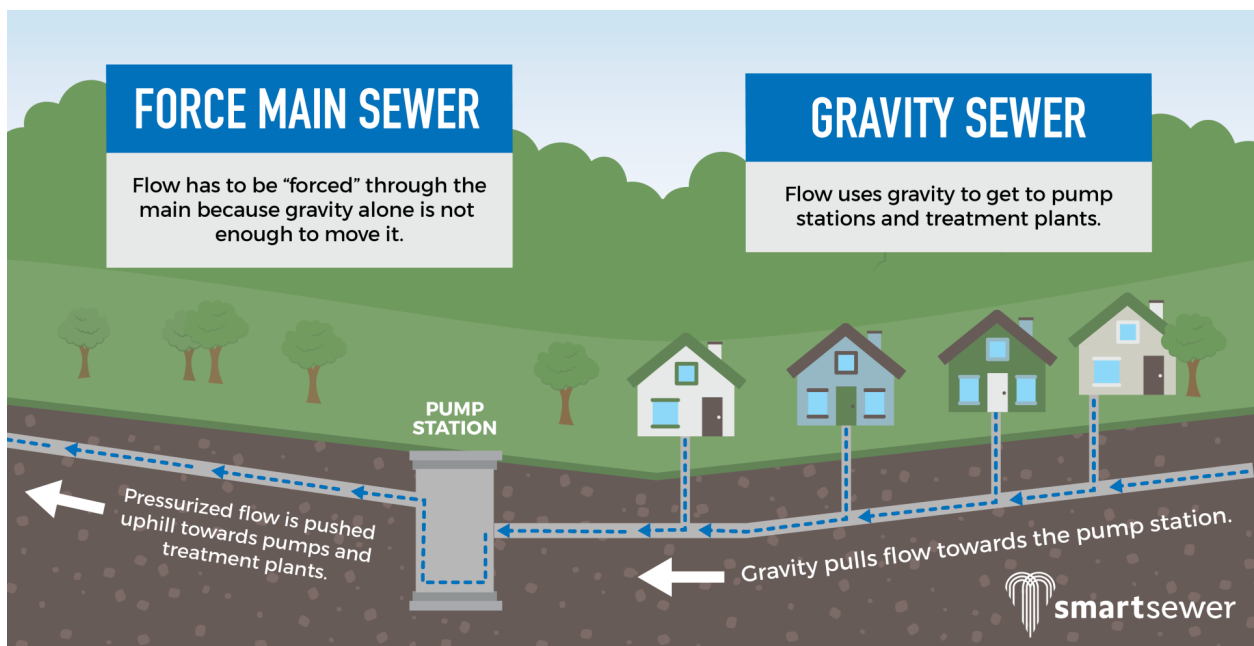 FORCE MAIN SEWER
Flow has to be “forced” through the
main because gravity alone is not
enough to move it.
GRAVITY SEWER
Flow uses gravity to get to pump
stations and treatment plants.
PUMP
STATION
Pressurized flow is pushed
uphill towards pumps and
treatment plants.
Gravity pulls flow towards the pump station.
smartsewer